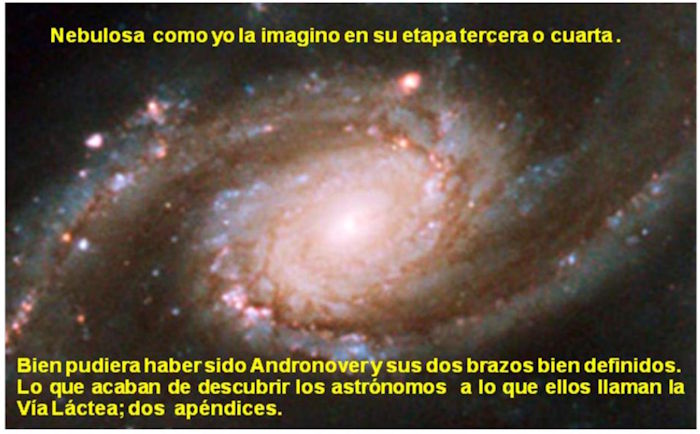 Nebulosa como yo la imagino en su etapa tercera o cuarta.
Bien pudiera haber sido Andronover y sus dos brazos bien definidos.
Lo que acaban de descubrir los astrónomos a lo que ellos llaman la
Vía Láctea; dos apéndices.